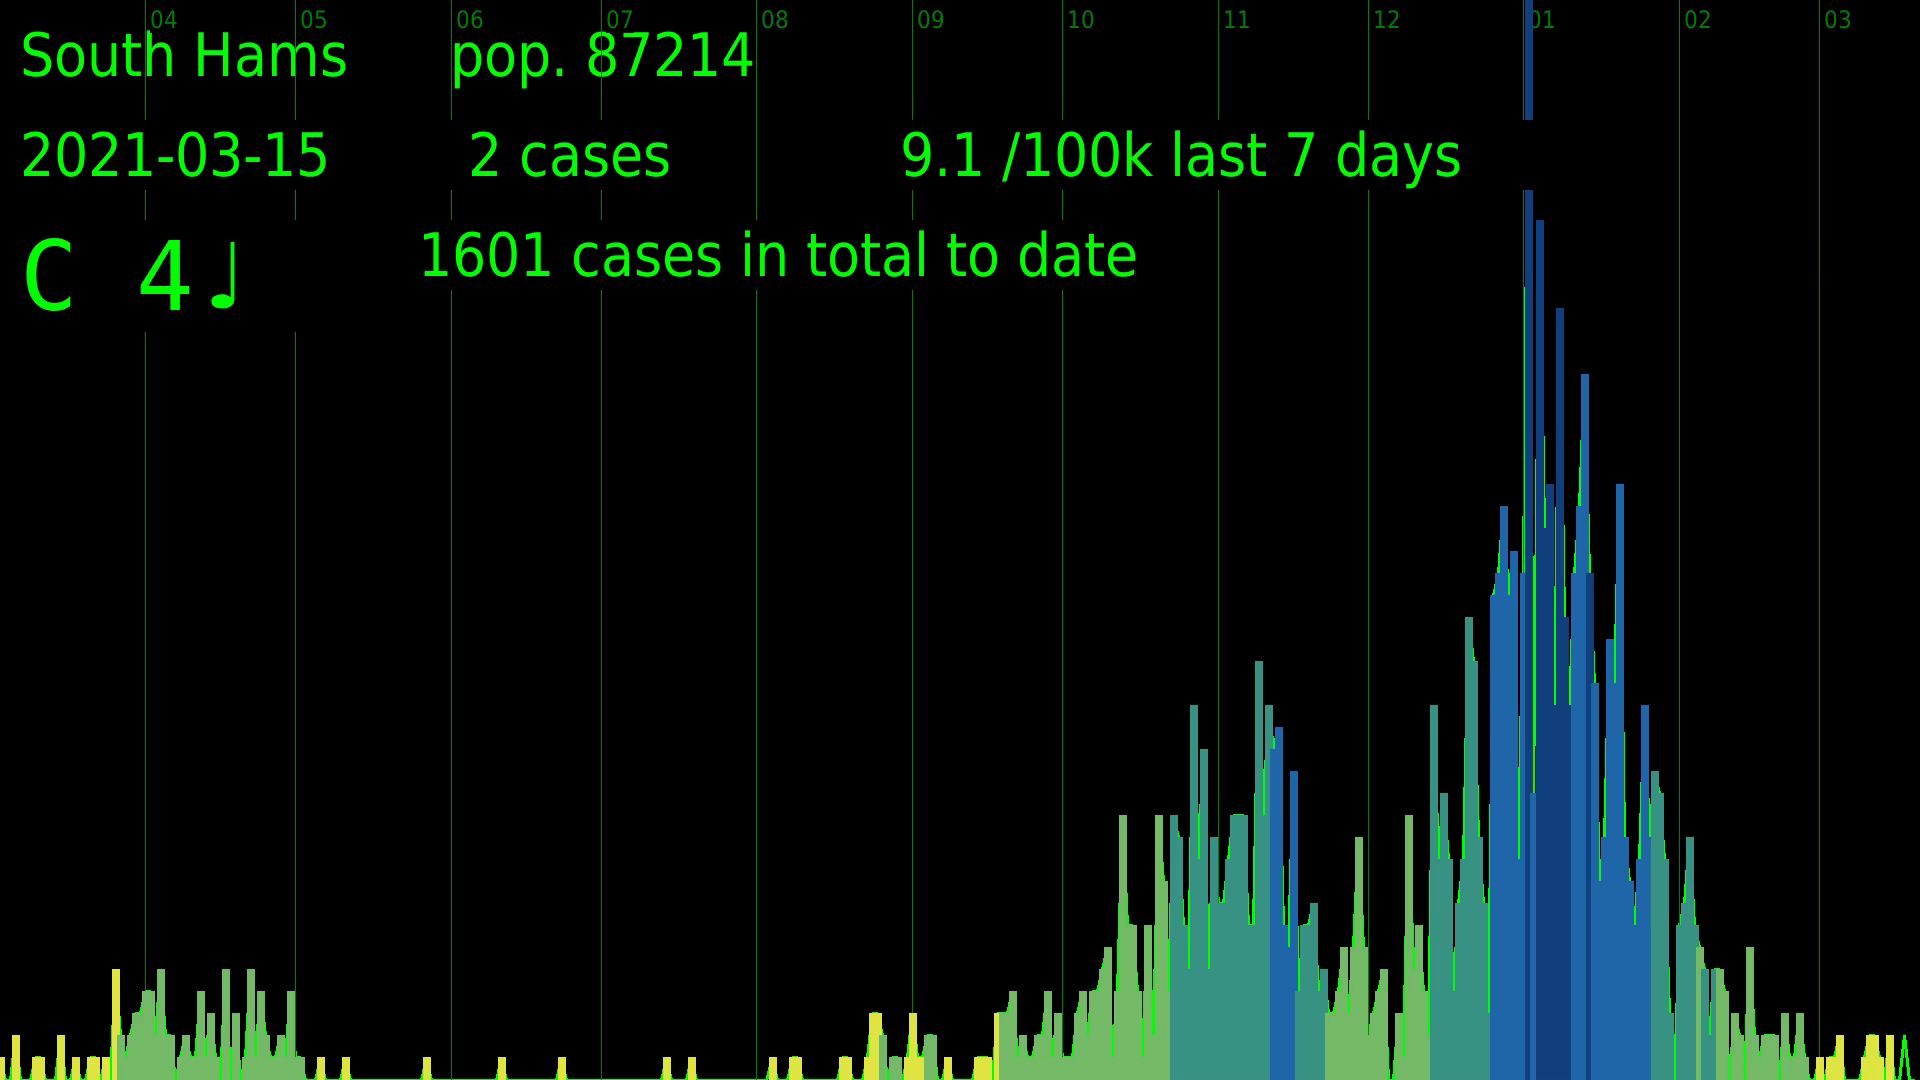 04 05 06 07 08 09 10 11 12 01 02 03
South Hams pop. 87214
2021-03-15 2 cases 9.1 /100k last 7 days
C 4♩ 1601 cases in total to date